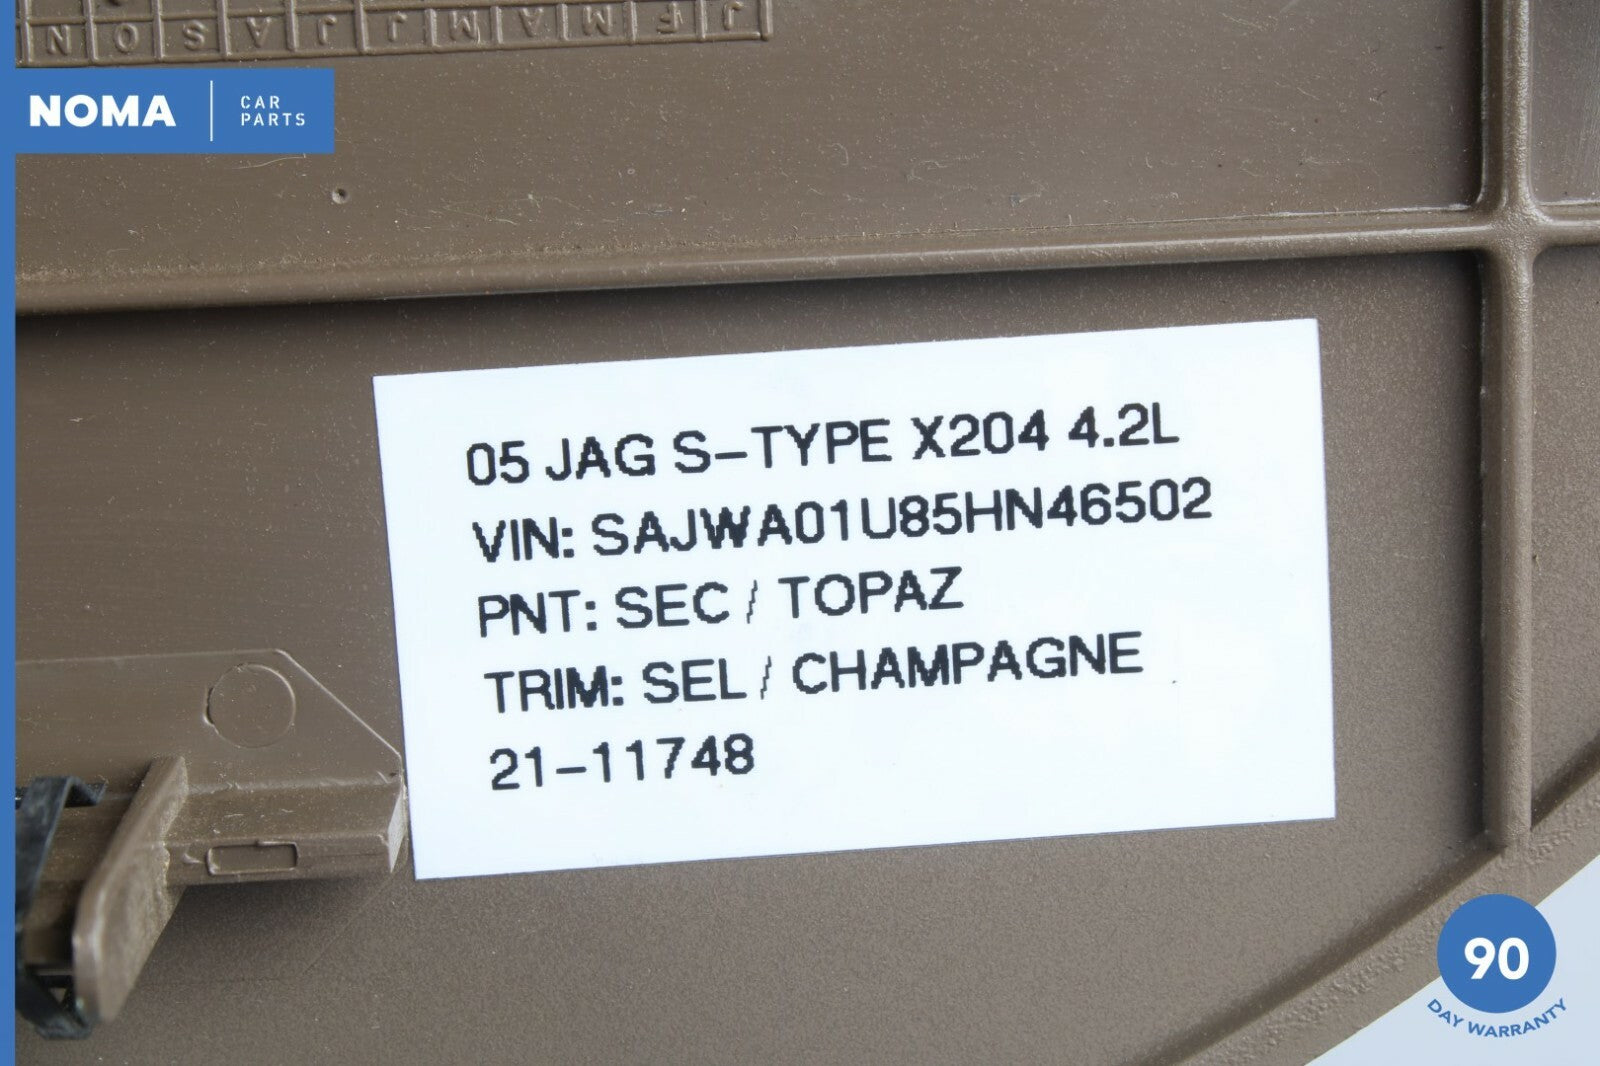 N O S A J J M A M F J
NOMA
CAR
PARTS
05 JAG S-TYPE X204 4.2L
VIN: SAJWA01U85HN46502
PNT: SEC / TOPAZ
TRIM: SEL / CHAMPAGNE
21-11748
90
DAY WARRANTY